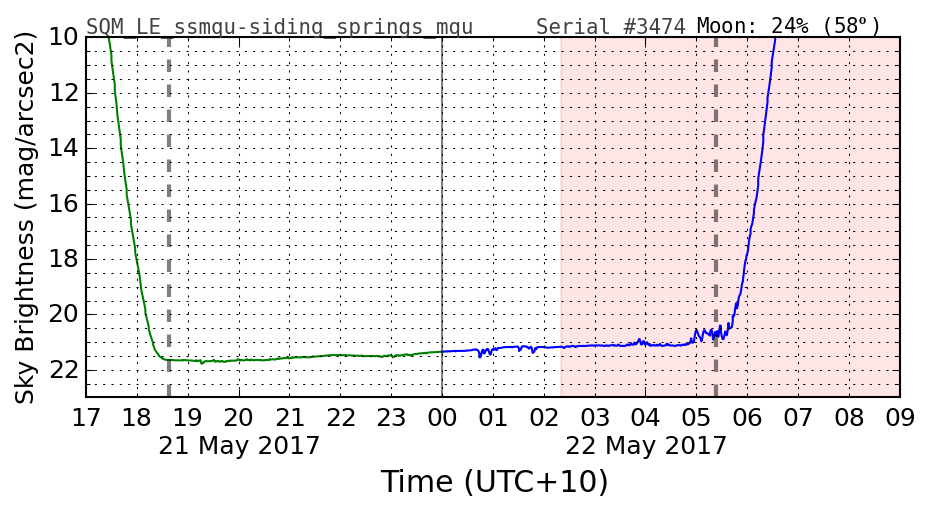 SQM_LE_ssmqu-siding_springs_mqu Serial #3474 Moon: 24% (58°)
Sky Brightness (mag/arcsec2)
10
12
14
16
18
20
22
17 18 19 20 21 22 23 00 01 02 03 04 05 06 07 08 09
21 May 2017 22 May 2017
Time (UTC+10)